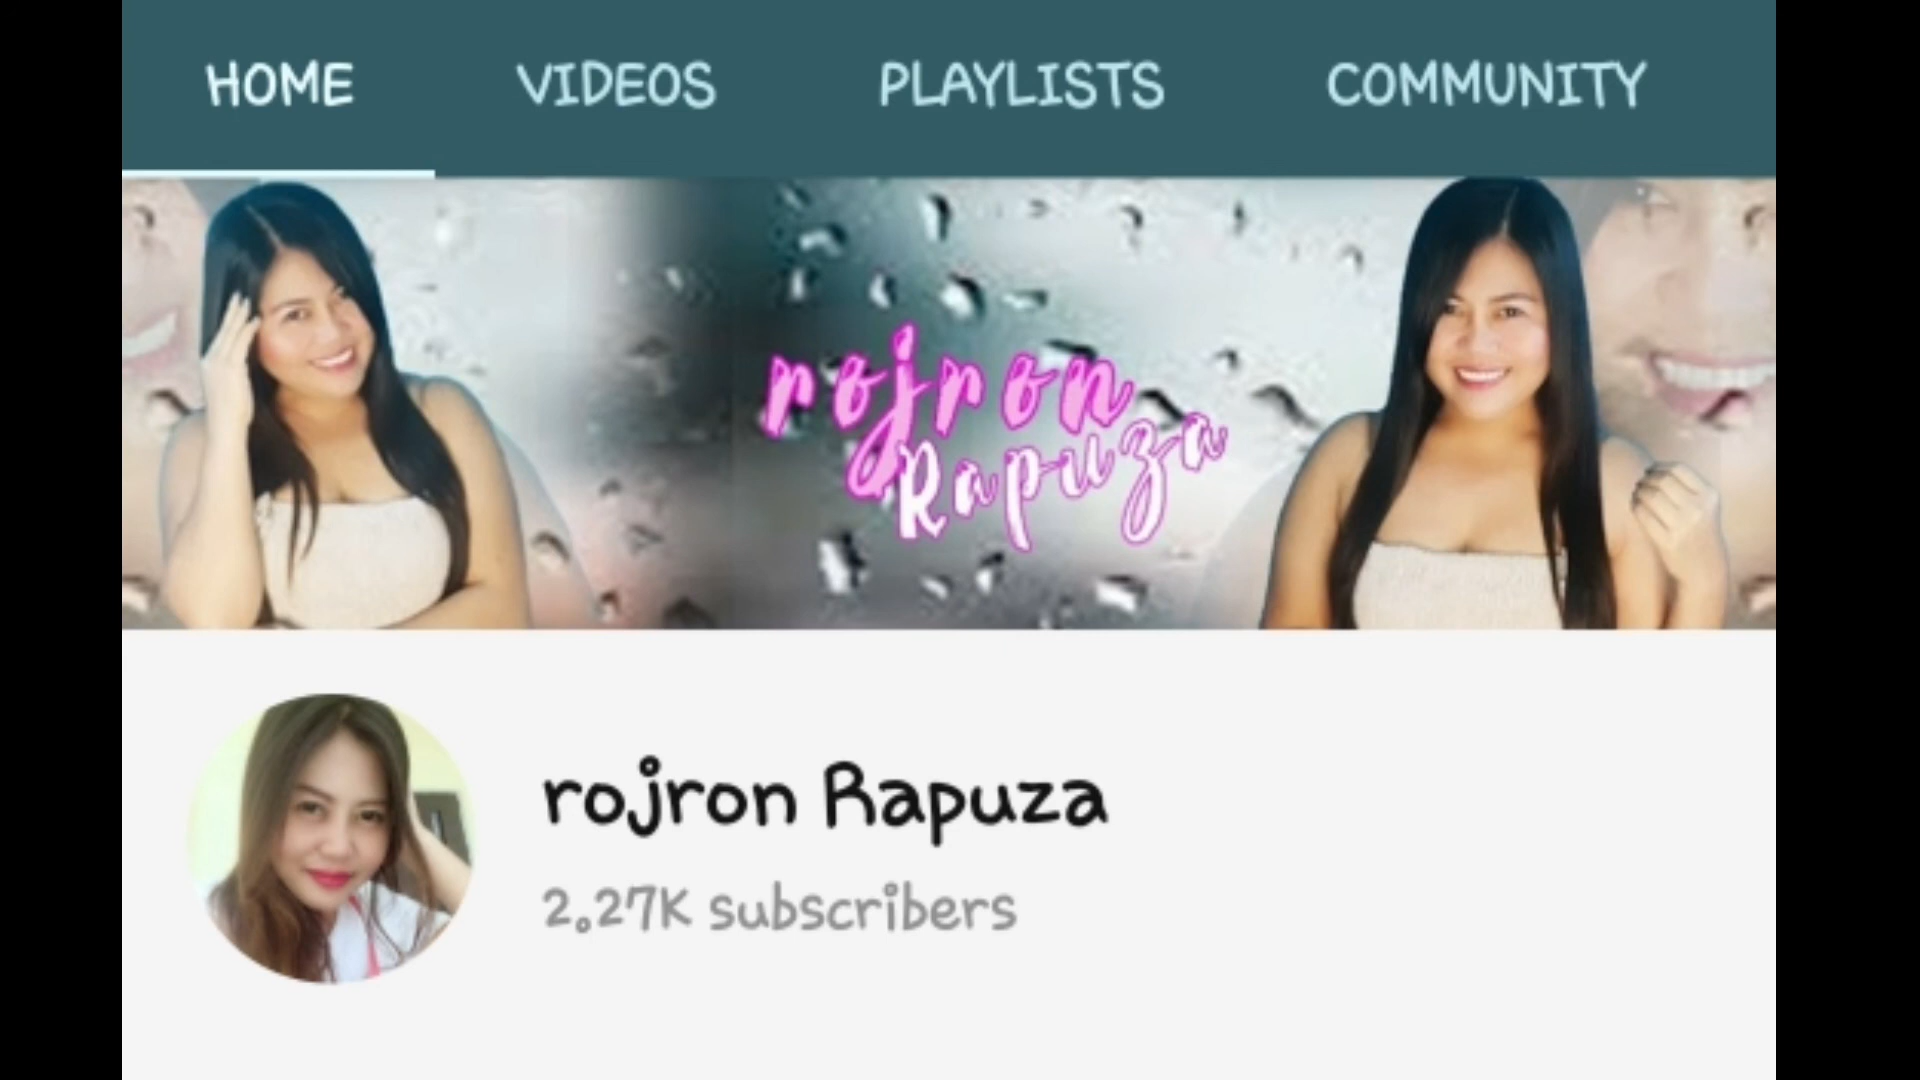 HOME VIDEOS PLAYLISTS COMMUNITY
rojron
Rapuza
rojron Rapuza
2.27K subscribers